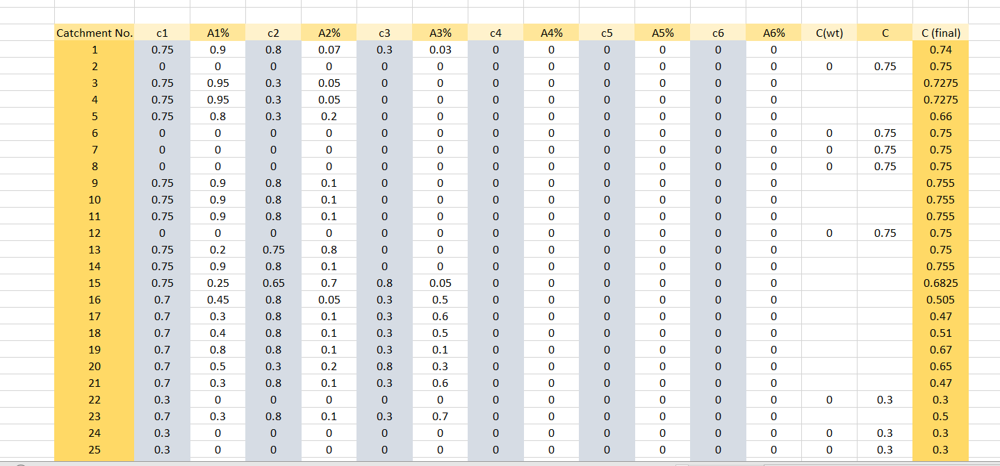 Catchment No. c1 A1% c2 A2% c3 A3% c4 A4% c5 A5% c6 A6% C(wt) C C (final)
1 0.75 0.9 0.8 0.07 0.3 0.03 0 0 0 0 0 0 0.74
2 0 0 0 0 0 0 0 0 0 0 0 0 0 0.75 0.75
3 0.75 0.95 0.3 0.05 0 0 0 0 0 0 0 0 0.7275
4 0.75 0.95 0.3 0.05 0 0 0 0 0 0 0 0 0.7275
5 0.75 0.8 0.3 0.2 0 0 0 0 0 0 0 0 0.66
6 0 0 0 0 0 0 0 0 0 0 0 0 0 0.75 0.75
7 0 0 0 0 0 0 0 0 0 0 0 0 0 0.75 0.75
8 0 0 0 0 0 0 0 0 0 0 0 0 0 0.75 0.75
9 0.75 0.9 0.8 0.1 0 0 0 0 0 0 0 0 0.755
10 0.75 0.9 0.8 0.1 0 0 0 0 0 0 0 0 0.755
11 0.75 0.9 0.8 0.1 0 0 0 0 0 0 0 0 0.755
12 0 0 0 0 0 0 0 0 0 0 0 0 0 0.75 0.75
13 0.75 0.2 0.75 0.8 0 0 0 0 0 0 0 0 0.75
14 0.75 0.9 0.8 0.1 0 0 0 0 0 0 0 0 0.755
15 0.75 0.25 0.65 0.7 0.8 0.05 0 0 0 0 0 0 0.6825
16 0.7 0.45 0.8 0.05 0.3 0.5 0 0 0 0 0 0 0.505
17 0.7 0.3 0.8 0.1 0.3 0.6 0 0 0 0 0 0 0.47
18 0.7 0.4 0.8 0.1 0.3 0.5 0 0 0 0 0 0 0.51
19 0.7 0.8 0.8 0.1 0.3 0.1 0 0 0 0 0 0 0.67
20 0.7 0.5 0.3 0.2 0.8 0.3 0 0 0 0 0 0 0.65
21 0.7 0.3 0.8 0.1 0.3 0.6 0 0 0 0 0 0 0.47
22 0.3 0 0 0 0 0 0 0 0 0 0 0 0 0.3 0.3
23 0.7 0.3 0.8 0.1 0.3 0.7 0 0 0 0 0 0 0.5
24 0.3 0 0 0 0 0 0 0 0 0 0 0 0 0.3 0.3
25 0.3 0 0 0 0 0 0 0 0 0 0 0 0 0.3 0.3